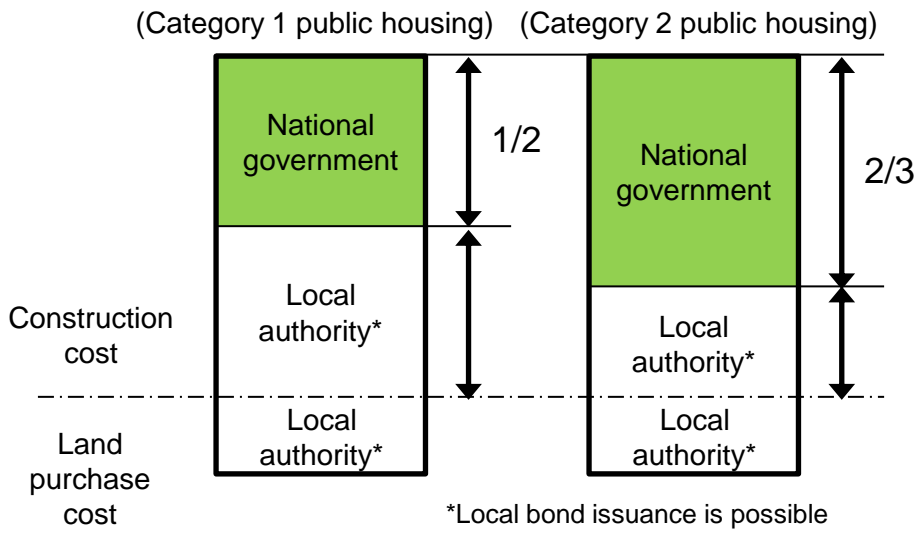 (Category 1 public housing) (Category 2 public housing)
National
government
1/2
National
government
2/3
Local
authority*
Construction
cost
Local
authority*
Local
authority*
Local
authority*
Land
purchase
cost
*Local bond issuance is possible